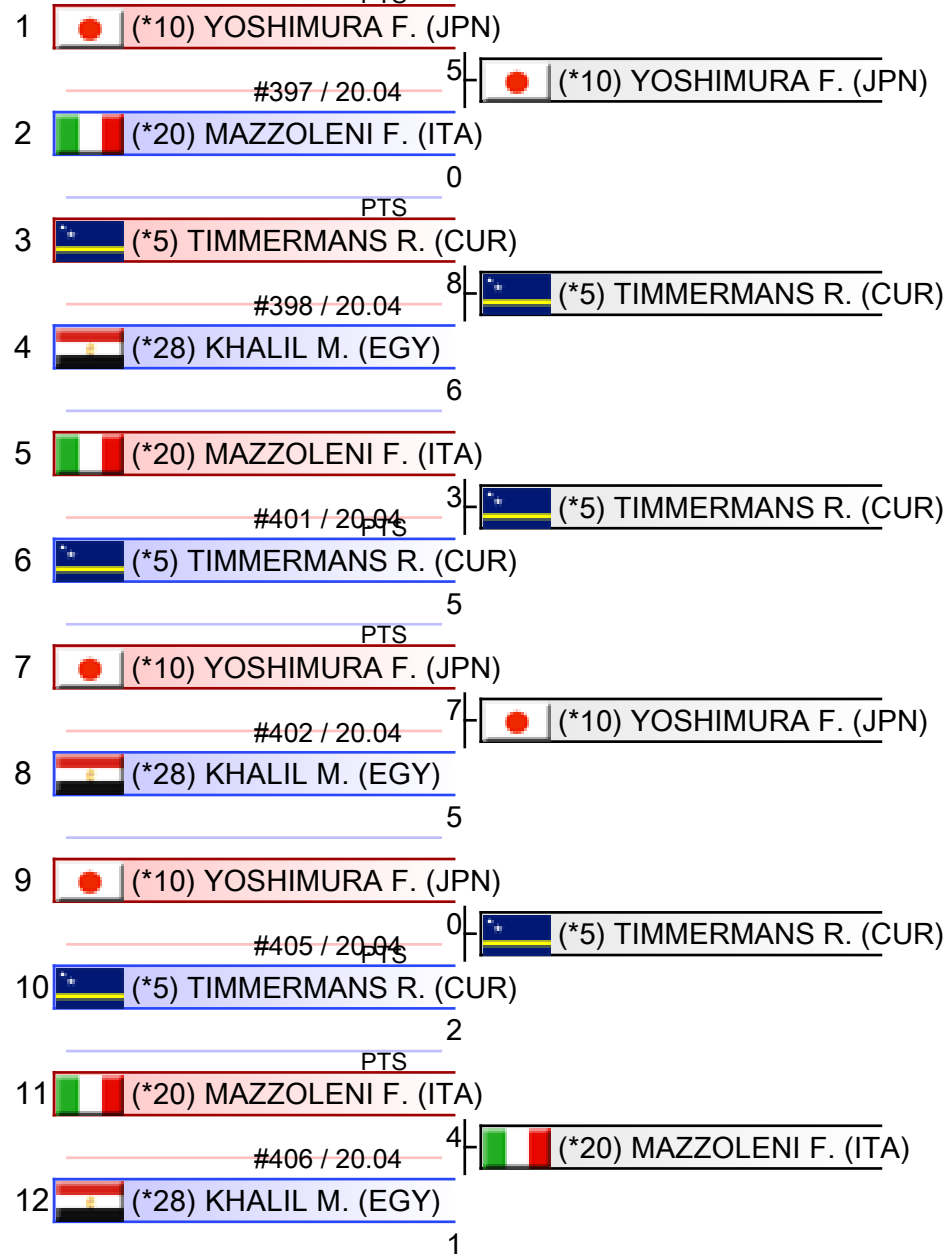 PTS
1 (*10) YOSHIMURA F. (JPN)
5 (*10) YOSHIMURA F. (JPN)
#397 / 20.04
2 (*20) MAZZOLENI F. (ITA)
0
PTS
3 (*5) TIMMERMANS R. (CUR)
8 (*5) TIMMERMANS R. (CUR)
#398 / 20.04
4 (*28) KHALIL M. (EGY)
6
5 (*20) MAZZOLENI F. (ITA)
3 (*5) TIMMERMANS R. (CUR)
#401 / 20.04
PTS
6 (*5) TIMMERMANS R. (CUR)
5
PTS
7 (*10) YOSHIMURA F. (JPN)
7 (*10) YOSHIMURA F. (JPN)
#402 / 20.04
8 (*28) KHALIL M. (EGY)
5
9 (*10) YOSHIMURA F. (JPN)
0 (*5) TIMMERMANS R. (CUR)
#405 / 20.04
PTS
10 (*5) TIMMERMANS R. (CUR)
2
PTS
11 (*20) MAZZOLENI F. (ITA)
4 (*20) MAZZOLENI F. (ITA)
#406 / 20.04
12 (*28) KHALIL M. (EGY)
1